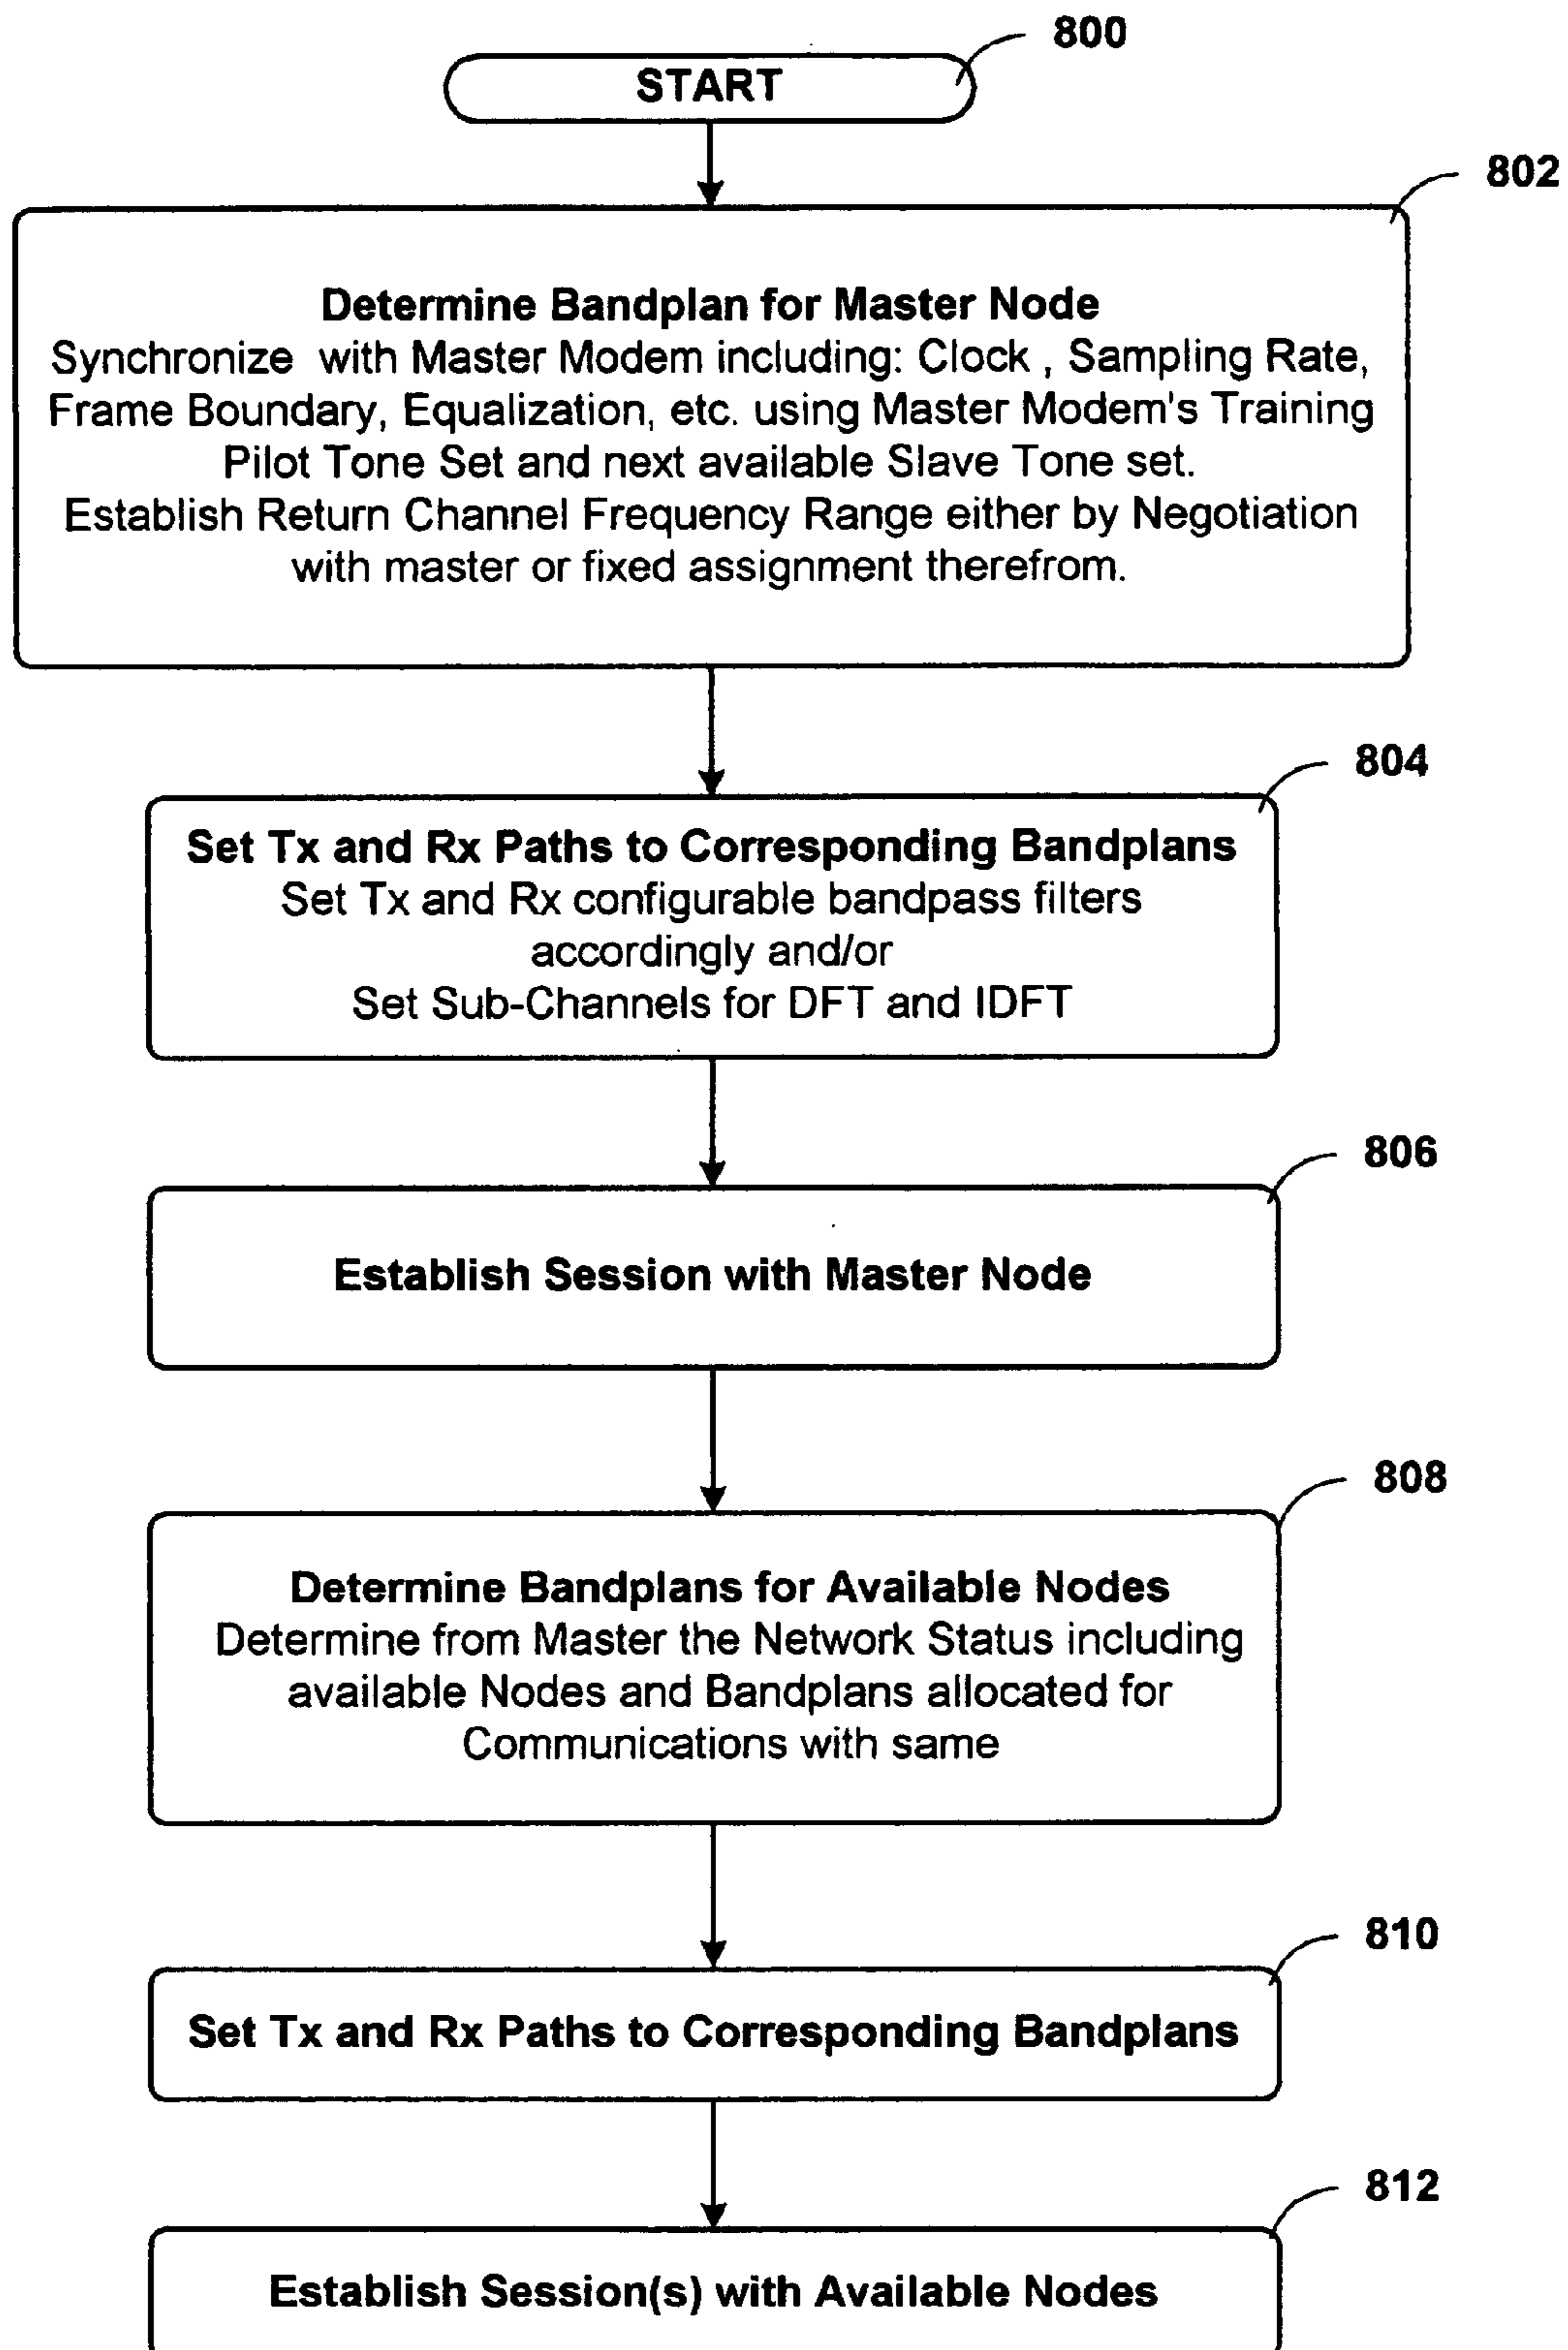 800
START
802
Determine Bandplan for Master Node
Synchronize with Master Modem including: Clock , Sampling Rate,
Frame Boundary, Equalization, etc. using Master Modem's Training
Pilot Tone Set and next available Slave Tone set.
Establish Return Channel Frequency Range either by Negotiation
with master or fixed assignment therefrom.
804
Set Tx and Rx Paths to Corresponding Bandplans
Set Tx and Rx configurable bandpass filters
accordingly and/or
Set Sub-Channels for DFT and IDFT
806
Establish Session with Master Node
808
Determine Bandplans for Available Nodes
Determine from Master the Network Status including
available Nodes and Bandplans allocated for
Communications with same
810
Set Tx and Rx Paths to Corresponding Bandplans
812
Establish Session(s) with Available Nodes